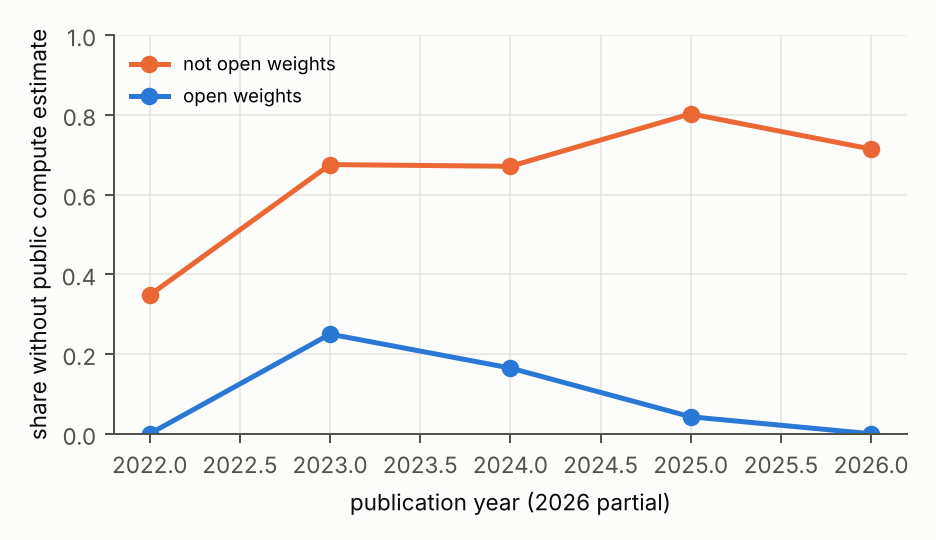 share without public compute estimate
1.0
0.8
0.6
0.4
0.2
0.0
not open weights
open weights
2022.0 2022.5 2023.0 2023.5 2024.0 2024.5 2025.0 2025.5 2026.0
publication year (2026 partial)